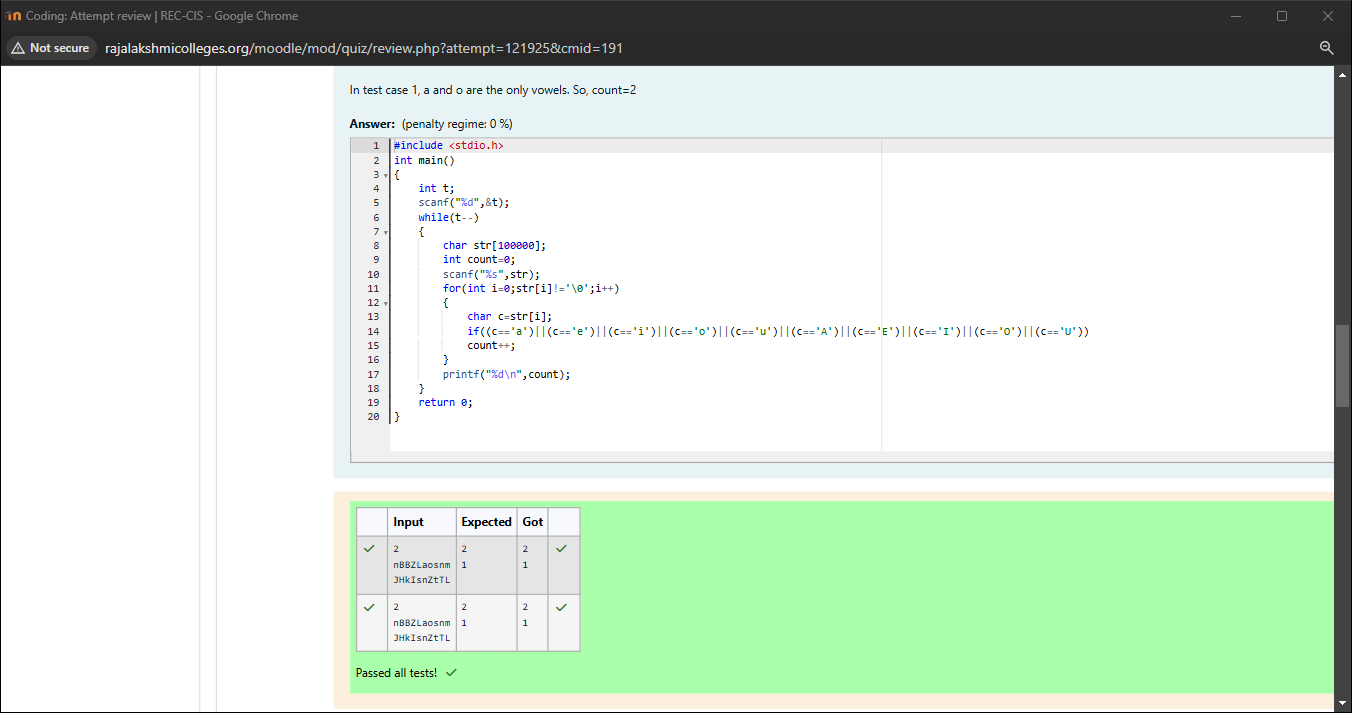 Coding: Attempt review | REC-CIS - Google Chrome
Not secure rajalakshmicolleges.org/moodle/mod/quiz/review.php?attempt=121925&cmid=191
In test case 1, a and o are the only vowels. So, count=2
Answer: (penalty regime: 0 %)
1 #include <stdio.h>
2 int main()
3 {
4 int t;
5 scanf("%d",&t);
6 while(t--)
7 {
8 char str[100000];
9 int count=0;
10 scanf("%s",str);
11 for(int i=0;str[i]!='\0';i++)
12 {
13 char c=str[i];
14 if((c=='a')||(c=='e')||(c=='i')||(c=='o')||(c=='u')||(c=='A')||(c=='E')||(c=='I')||(c=='O')||(c=='U'))
15 count++;
16 }
17 printf("%d\n",count);
18 }
19 return 0;
20 }
Input Expected Got
2 2 2
nBBZLaosnm 1 1
JHkIsnZtTL
2 2 2
nBBZLaosnm 1 1
JHkIsnZtTL
Passed all tests!